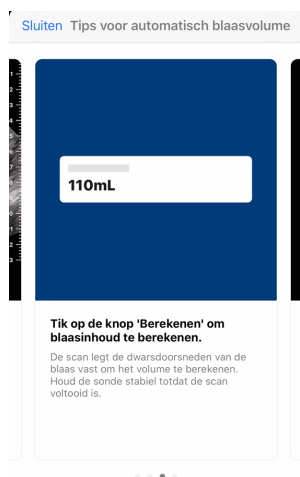 Sluiten Tips voor automatisch blaasvolume
110mL
Tik op de knop 'Berekenen' om
blaasinhoud te berekenen.
De scan legt de dwarsdoorsneden van de
blaas vast om het volume te berekenen.
Houd de sonde stabiel totdat de scan
voltooid is.